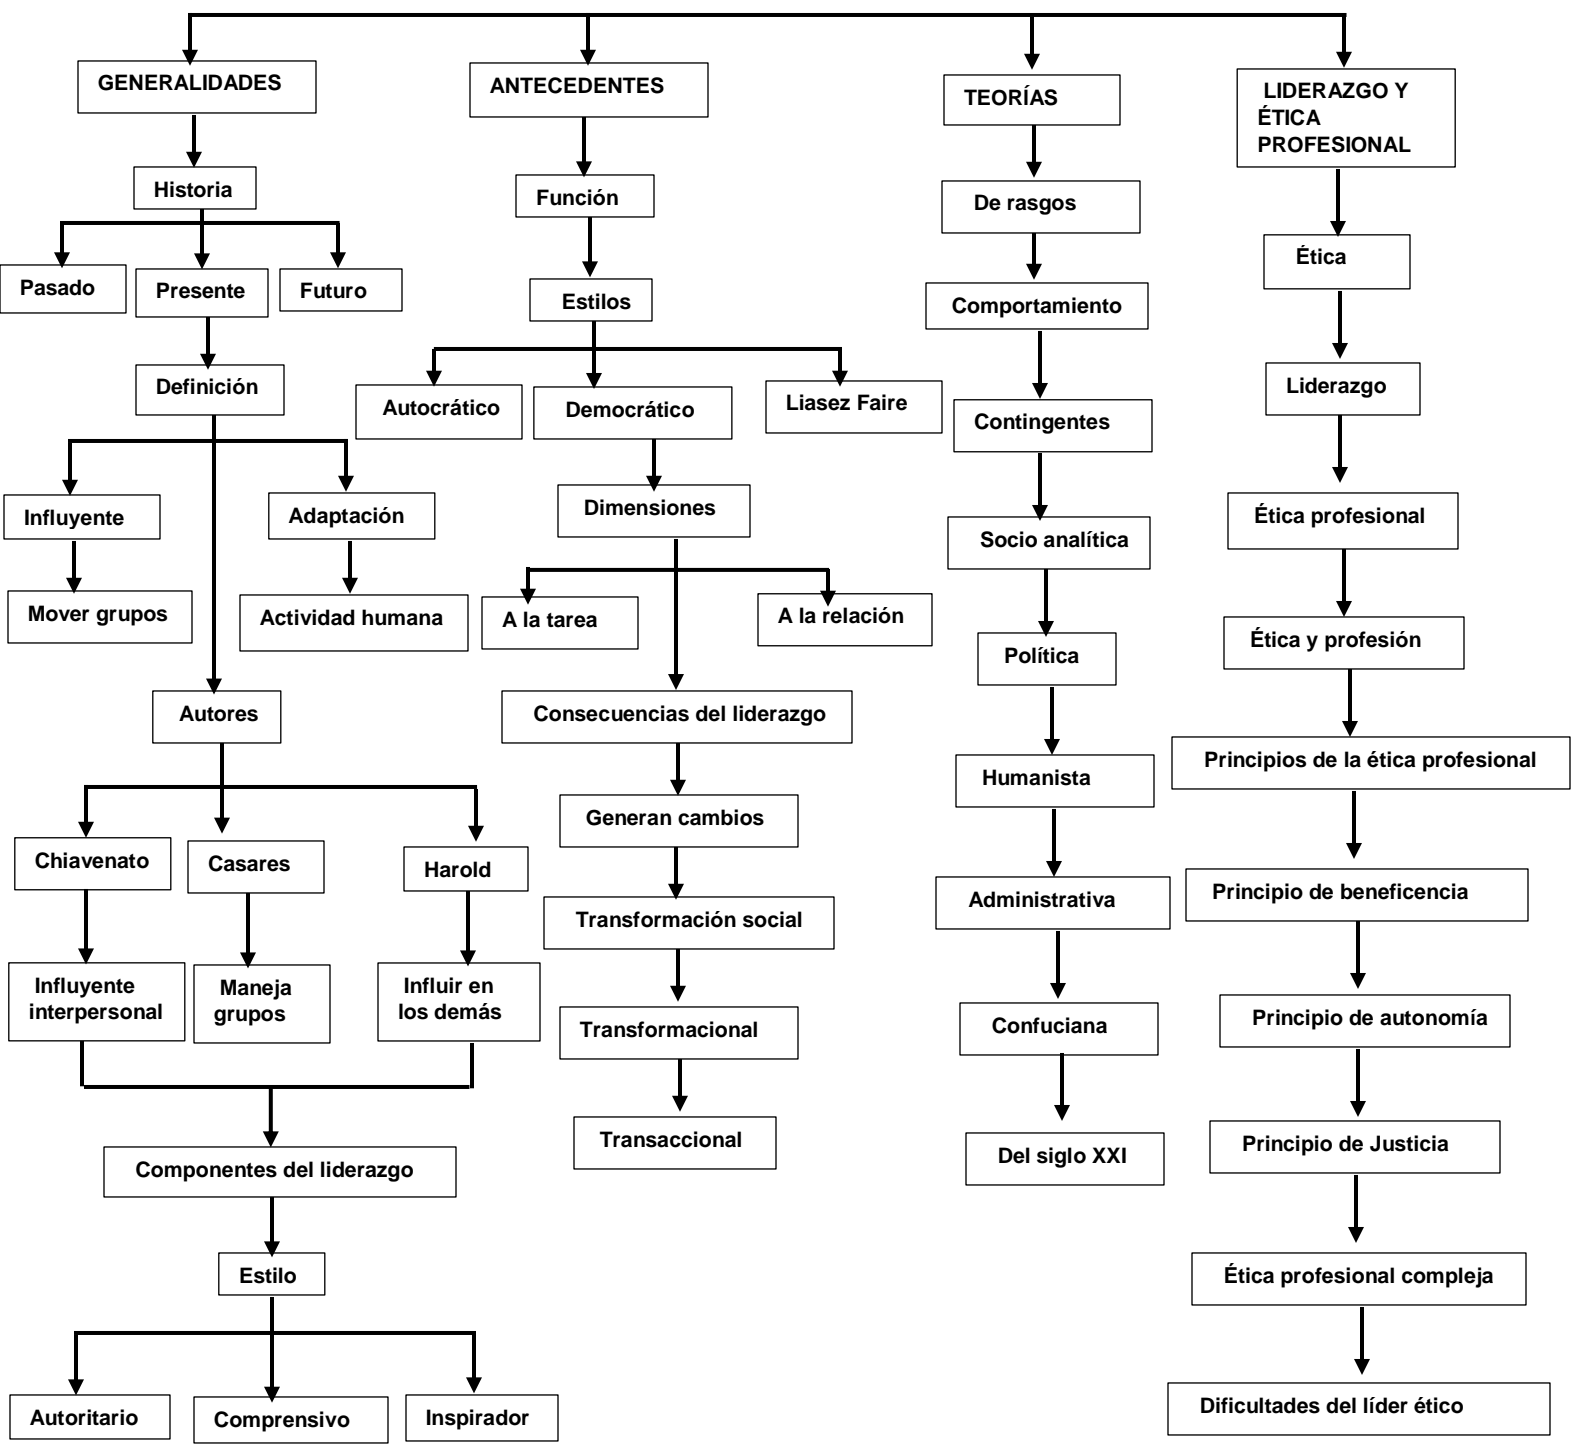 GENERALIDADES
Historia
Pasado
Presente
Futuro
Definición
Influyente
Adaptación
Mover grupos
Actividad humana
Autores
Chiavenato
Casares
Harold
Influyente
interpersonal
Maneja
grupos
Influir en
los demás
Componentes del liderazgo
Estilo
Autoritario
Comprensivo
Inspirador
ANTECEDENTES
Función
Estilos
Autocrático
Democrático
Liasez Faire
Dimensiones
A la tarea
A la relación
Consecuencias del liderazgo
Generan cambios
Transformación social
Transformacional
Transaccional
TEORÍAS
De rasgos
Comportamiento
Contingentes
Socio analítica
Política
Humanista
Administrativa
Confuciana
Del siglo XXI
LIDERAZGO Y
ÉTICA
PROFESIONAL
Ética
Liderazgo
Ética profesional
Ética y profesión
Principios de la ética profesional
Principio de beneficencia
Principio de autonomía
Principio de Justicia
Ética profesional compleja
Dificultades del líder ético